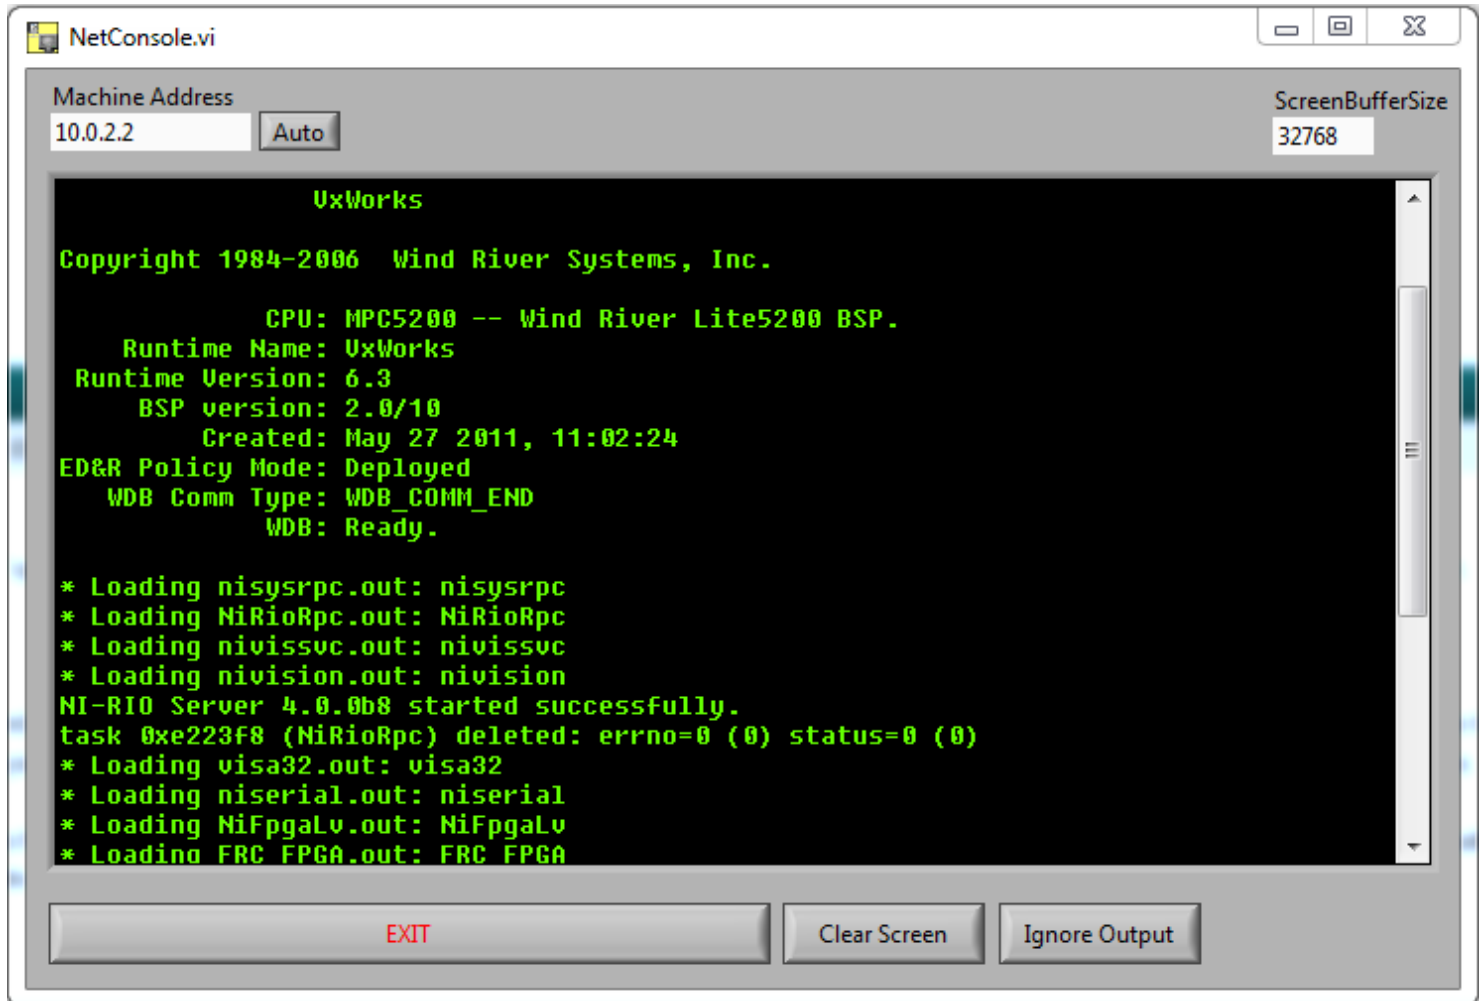 NetConsole.vi
Machine Address
ScreenBufferSize
10.0.2.2
Auto
32768
VxWorks
Copyright 1984-2006  Wind River Systems, Inc.
CPU: MPC5200 -- Wind River Lite5200 BSP.
Runtime Name: VxWorks
Runtime Version: 6.3
BSP version: 2.0/10
Created: May 27 2011, 11:02:24
ED&R Policy Mode: Deployed
WDB Comm Type: WDB_COMM_END
WDB: Ready.
* Loading nisysrpc.out: nisysrpc
* Loading NiRioRpc.out: NiRioRpc
* Loading nivissvc.out: nivissvc
* Loading nivision.out: nivision
NI-RIO Server 4.0.0b8 started successfully.
task 0xe223f8 (NiRioRpc) deleted: errno=0 (0) status=0 (0)
* Loading visa32.out: visa32
* Loading niserial.out: niserial
* Loading NiFpgaLv.out: NiFpgaLv
* Loading FRC_FPGA.out: FRC_FPGA
EXIT
Clear Screen
Ignore Output